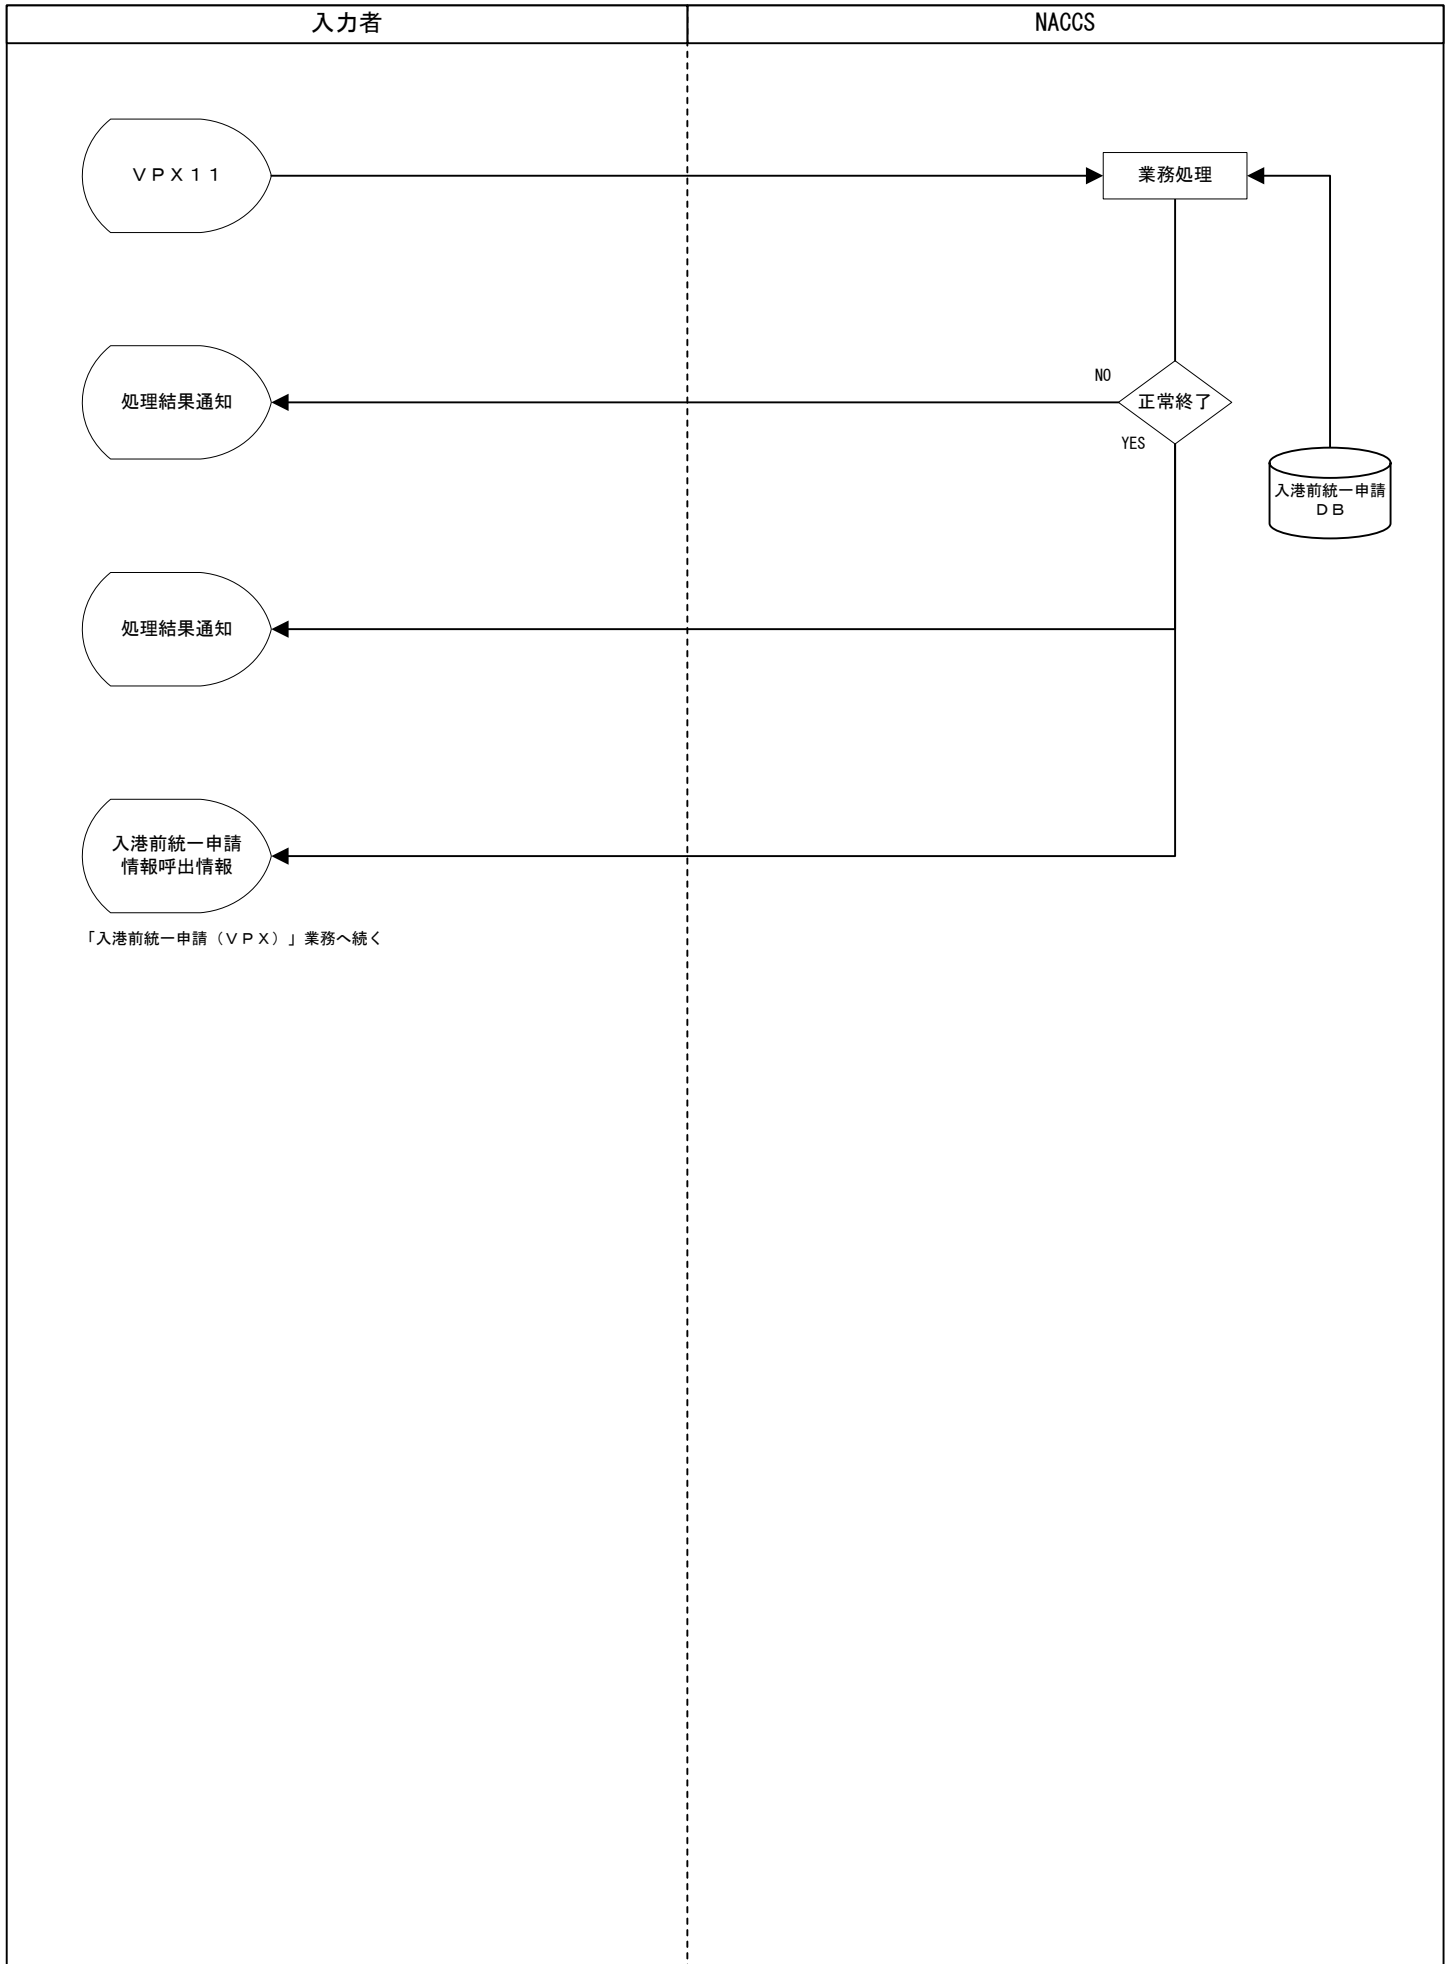 入力者
NACCS
ＶＰＸ１１
業務処理
NO
処理結果通知
正常終了
YES
入港前統一申請
ＤＢ
処理結果通知
入港前統一申請
情報呼出情報
「入港前統一申請（ＶＰＸ）」業務へ続く